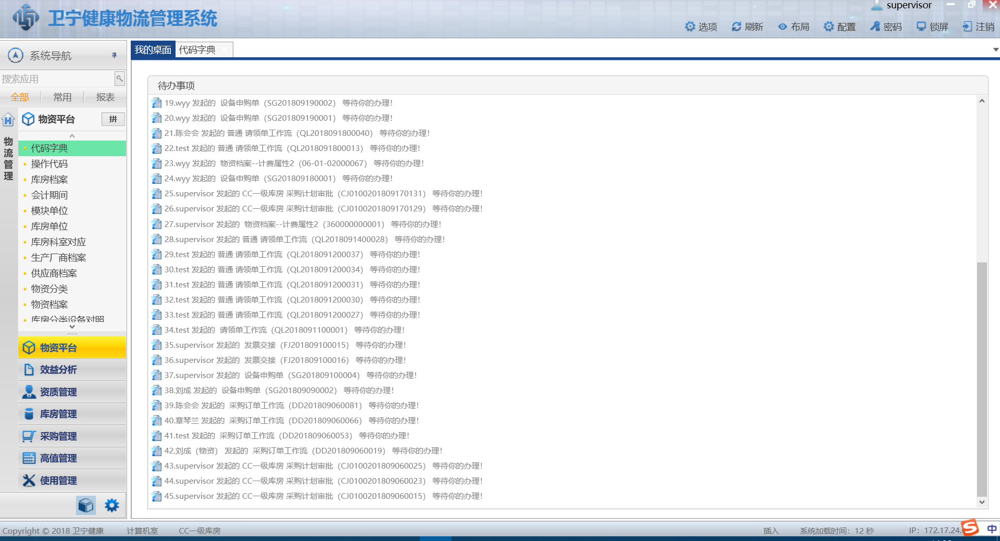 卫宁健康物流管理系统
supervisor
选项 刷新 布局 配置 密码 锁屏 注销
系统导航
我的桌面 代码字典
搜索应用
全部 常用 报表
物资平台 拼
物流管理
代码字典
操作代码
库房档案
会计期间
模块单位
库房单位
库房科室对应
生产厂商档案
供应商档案
物资分类
物资档案
库房分类设备对照
物资平台
效益分析
资质管理
库房管理
采购管理
高值管理
使用管理
待办事项
19.wyy 发起的 设备申购单（SG201809190002） 等待你的办理！
20.wyy 发起的 设备申购单（SG201809190001） 等待你的办理！
21.陈会会 发起的 普通 请领单工作流（QL2018091800040） 等待你的办理！
22.test 发起的 普通 请领单工作流（QL2018091800013） 等待你的办理！
23.wyy 发起的 物资档案--计费属性2（06-01-02000067） 等待你的办理！
24.wyy 发起的 设备申购单（SG201809180001） 等待你的办理！
25.supervisor 发起的 CC一级库房 采购计划审批（CJ0100201809170131） 等待你的办理！
26.supervisor 发起的 CC一级库房 采购计划审批（CJ0100201809170129） 等待你的办理！
27.supervisor 发起的 物资档案--计费属性2（360000000001） 等待你的办理！
28.supervisor 发起的 普通 请领单工作流（QL2018091400028） 等待你的办理！
29.test 发起的 普通 请领单工作流（QL2018091200037） 等待你的办理！
30.test 发起的 普通 请领单工作流（QL2018091200034） 等待你的办理！
31.test 发起的 普通 请领单工作流（QL2018091200031） 等待你的办理！
32.test 发起的 普通 请领单工作流（QL2018091200030） 等待你的办理！
33.test 发起的 普通 请领单工作流（QL2018091200027） 等待你的办理！
34.test 发起的 请领单工作流（QL2018091100001） 等待你的办理！
35.supervisor 发起的 发票交接（FJ201809100015） 等待你的办理！
36.supervisor 发起的 发票交接（FJ201809100016） 等待你的办理！
37.supervisor 发起的 设备申购单（SG201809100004） 等待你的办理！
38.刘成 发起的 设备申购单（SG201809090002） 等待你的办理！
39.陈会会 发起的 采购订单工作流（DD201809060081） 等待你的办理！
40.章琴兰 发起的 采购订单工作流（DD201809060066） 等待你的办理！
41.test 发起的 采购订单工作流（DD201809060053） 等待你的办理！
42.刘成（物资） 发起的 采购订单工作流（DD201809060019） 等待你的办理！
43.supervisor 发起的 CC一级库房 采购计划审批（CJ0100201809060025） 等待你的办理！
44.supervisor 发起的 CC一级库房 采购计划审批（CJ0100201809060023） 等待你的办理！
45.supervisor 发起的 CC一级库房 采购计划审批（CJ0100201809060015） 等待你的办理！
Copyright © 2018 卫宁健康 计算机室 CC一级库房 插入 系统加载时间：12 秒 IP：172.17.24. 中